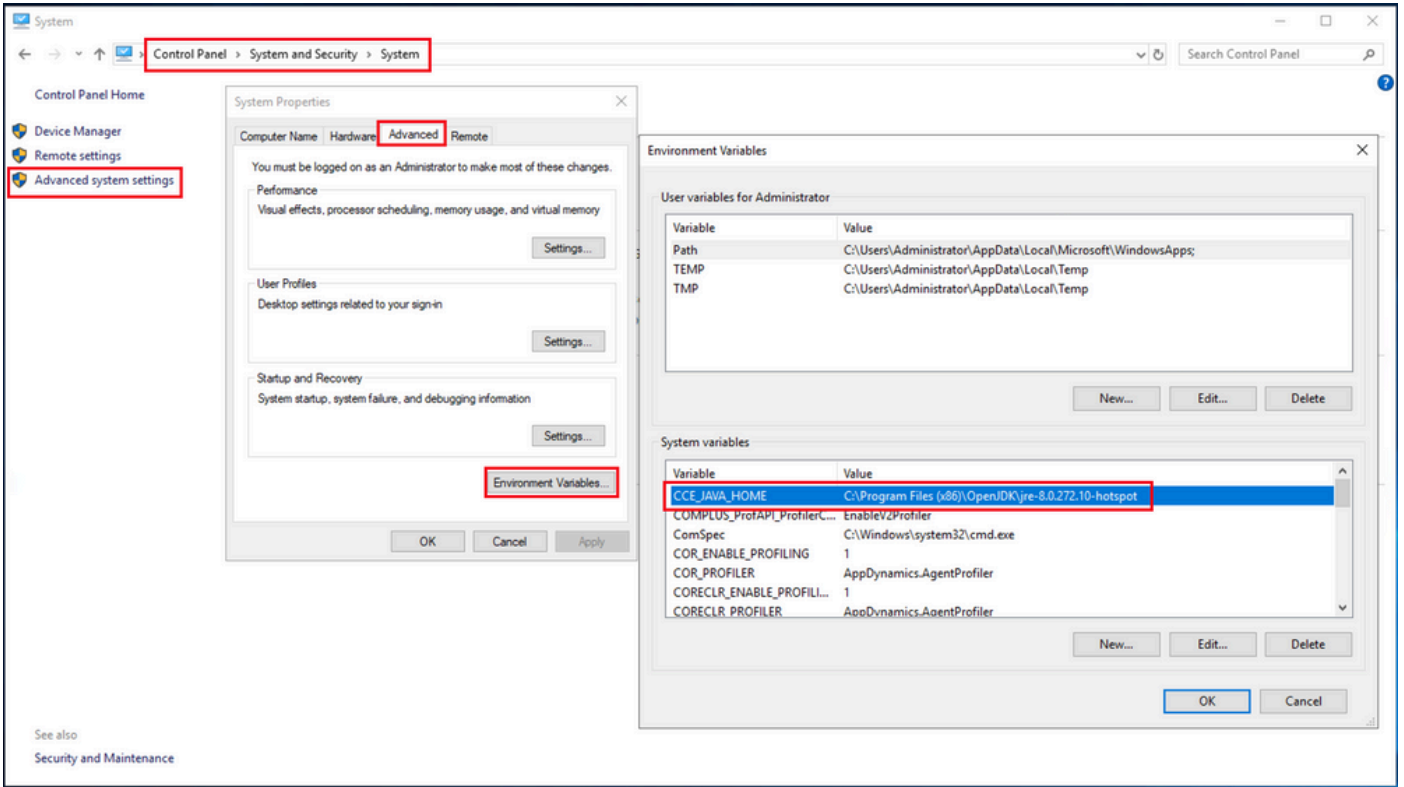 System
Control Panel > System and Security > System
Search Control Panel
Control Panel Home
Device Manager
Remote settings
Advanced system settings
See also
Security and Maintenance
System Properties
Computer Name Hardware Advanced Remote
You must be logged on as an Administrator to make most of these changes.
Performance
Visual effects, processor scheduling, memory usage, and virtual memory
Settings...
User Profiles
Desktop settings related to your sign-in
Settings...
Startup and Recovery
System startup, system failure, and debugging information
Settings...
Environment Variables...
OK Cancel Apply
Environment Variables
User variables for Administrator
Variable Value
Path C:\Users\Administrator\AppData\Local\Microsoft\WindowsApps;
TEMP C:\Users\Administrator\AppData\Local\Temp
TMP C:\Users\Administrator\AppData\Local\Temp
New... Edit... Delete
System variables
Variable Value
CCE_JAVA_HOME C:\Program Files (x86)\OpenJDK\jre-8.0.272.10-hotspot
COMPLUS_ProfAPI_ProfilerC... EnableV2Profiler
ComSpec C:\Windows\system32\cmd.exe
COR_ENABLE_PROFILING 1
COR_PROFILER AppDynamics.AgentProfiler
CORECLR_ENABLE_PROFILI... 1
CORECLR_PROFILER AppDynamics.AgentProfiler
New... Edit... Delete
OK Cancel